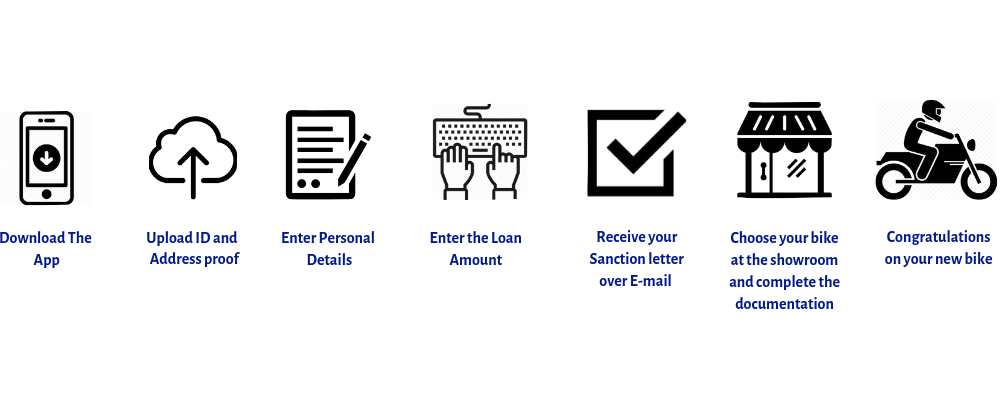 Download The
App
Upload ID and
Address proof
Enter Personal
Details
Enter the Loan
Amount
Receive your
Sanction letter
over E-mail
Choose your bike
at the showroom
and complete the
documentation
Congratulations
on your new bike